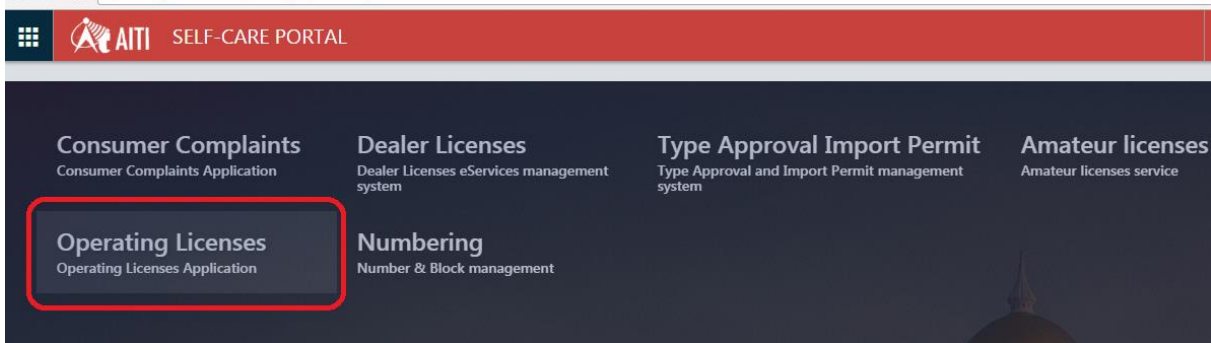 AITI SELF-CARE PORTAL
Consumer Complaints
Consumer Complaints Application
Dealer Licenses
Dealer Licenses eServices management
system
Type Approval Import Permit
Type Approval and Import Permit management
system
Amateur licenses
Amateur licenses service
Operating Licenses
Operating Licenses Application
Numbering
Number & Block management